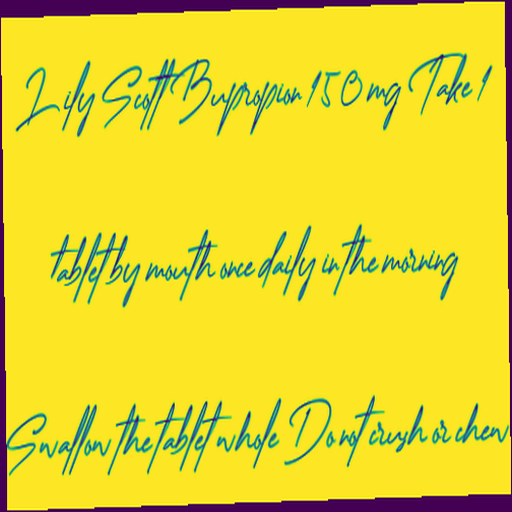 Lily Scott Bupropion 150 mg Take 1
tablet by mouth once daily in the morning
Swallow the tablet whole Do not crush or chew